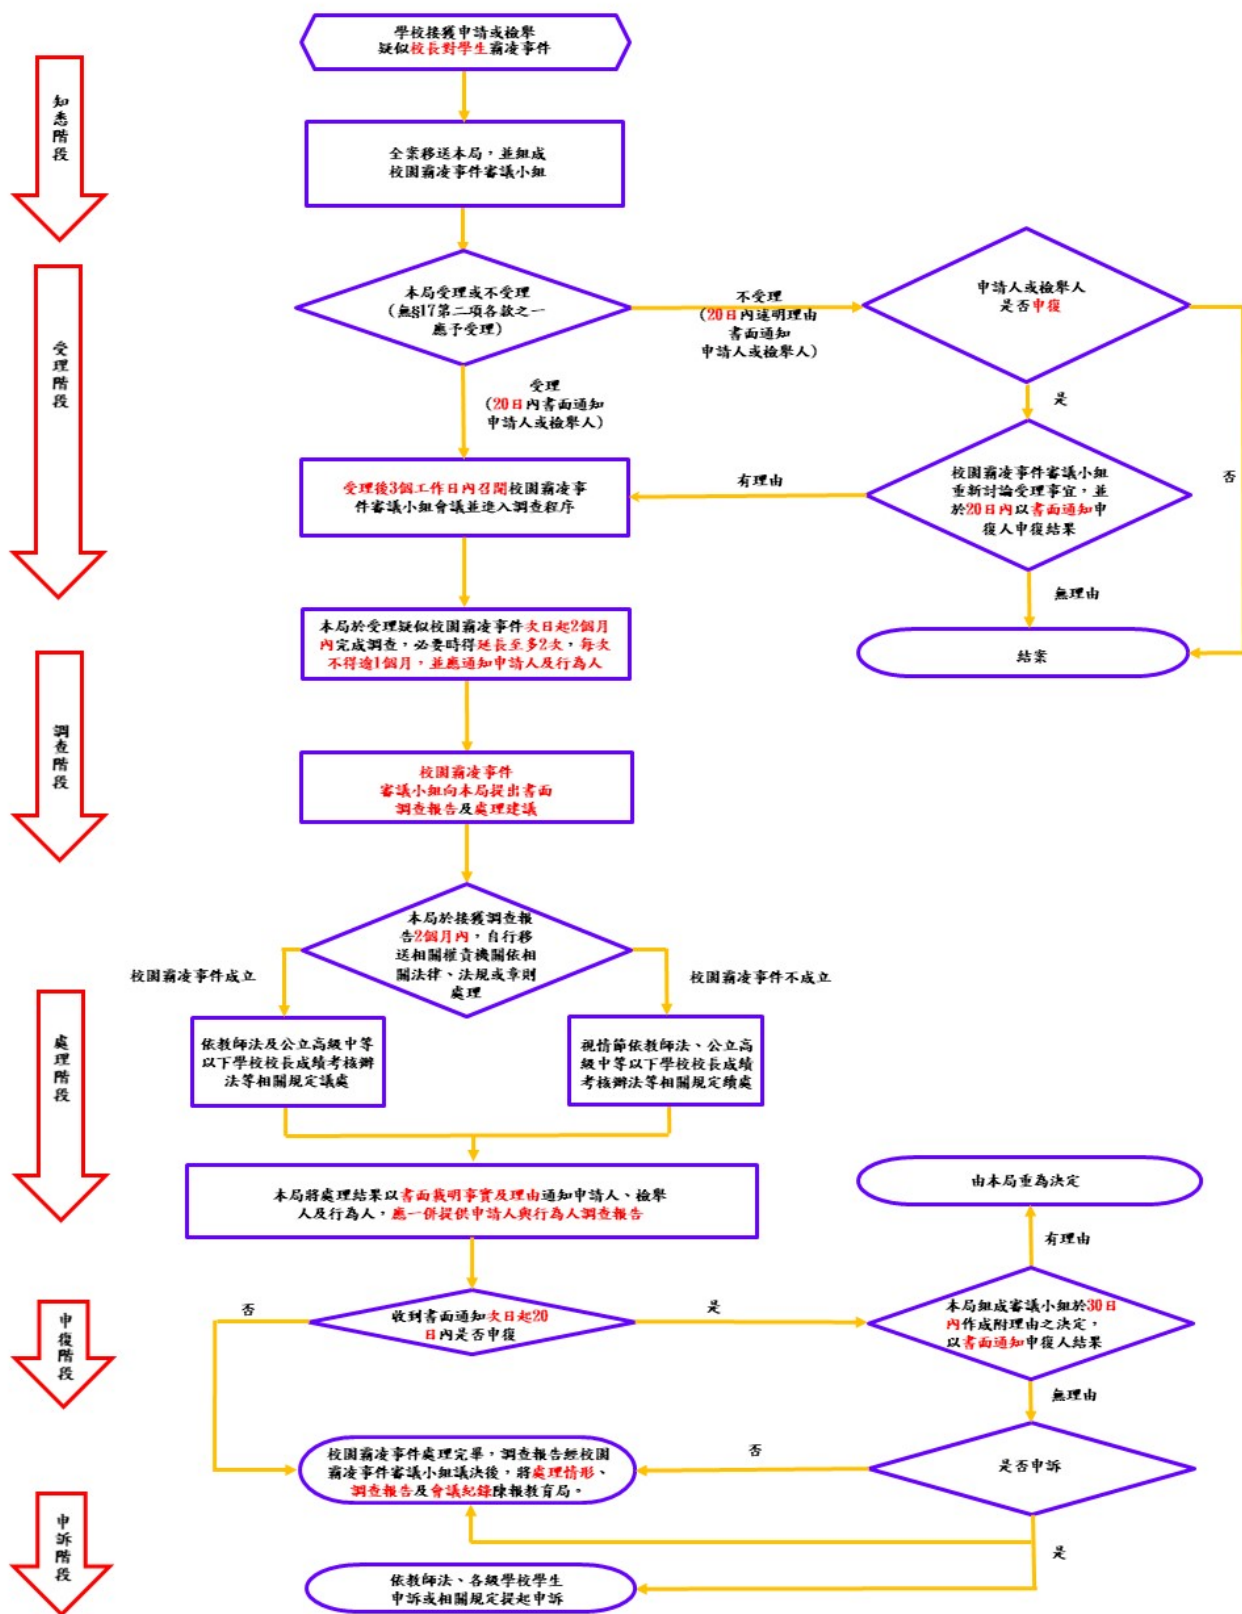 學校接獲申請或檢舉
疑似校長對學生霸凌事件
知悉階段
全案移送本局，並組成
校園霸凌事件審議小組
受理階段
本局受理或不受理
(無§17第二項各款之一
應予受理)
不受理
(20日內述明理由
書面通知
申請人或檢舉人)
申請人或檢舉人
是否申復
受理
(20日內書面通知
申請人或檢舉人)
是
否
受理後3個工作日內召開校園霸凌事
件審議小組會議並進入調查程序
有理由
校園霸凌事件審議小組
重新討論受理事宜，並
於20日內以書面通知申
復人申復結果
無理由
結案
調查階段
本局於受理疑似校園霸凌事件次日起2個月
內完成調查，必要時得延長至多2次，每次
不得逾1個月，並應通知申請人及行為人
校園霸凌事件
審議小組向本局提出書面
調查報告及處理建議
處理階段
本局於接獲調查報
告2個月內，自行移
送相關權責機關依相
關法律、法規或章則
處理
校園霸凌事件成立
校園霸凌事件不成立
依教師法及公立高級中等
以下學校校長成績考核辦
法等相關規定議處
視情節依教師法、公立高
級中等以下學校校長成績
考核辦法等相關規定續處
本局將處理結果以書面載明事實及理由通知申請人、檢舉
人及行為人，應一併提供申請人與行為人調查報告
由本局重為決定
有理由
申復階段
收到書面通知次日起20
日內是否申復
否
是
本局組成審議小組於30日
內作成附理由之決定，
以書面通知申復人結果
無理由
校園霸凌事件處理完畢，調查報告經校園
霸凌事件審議小組議決後，將處理情形、
調查報告及會議紀錄陳報教育局。
否
是否申訴
是
申訴階段
依教師法、各級學校學生
申訴或相關規定提起申訴